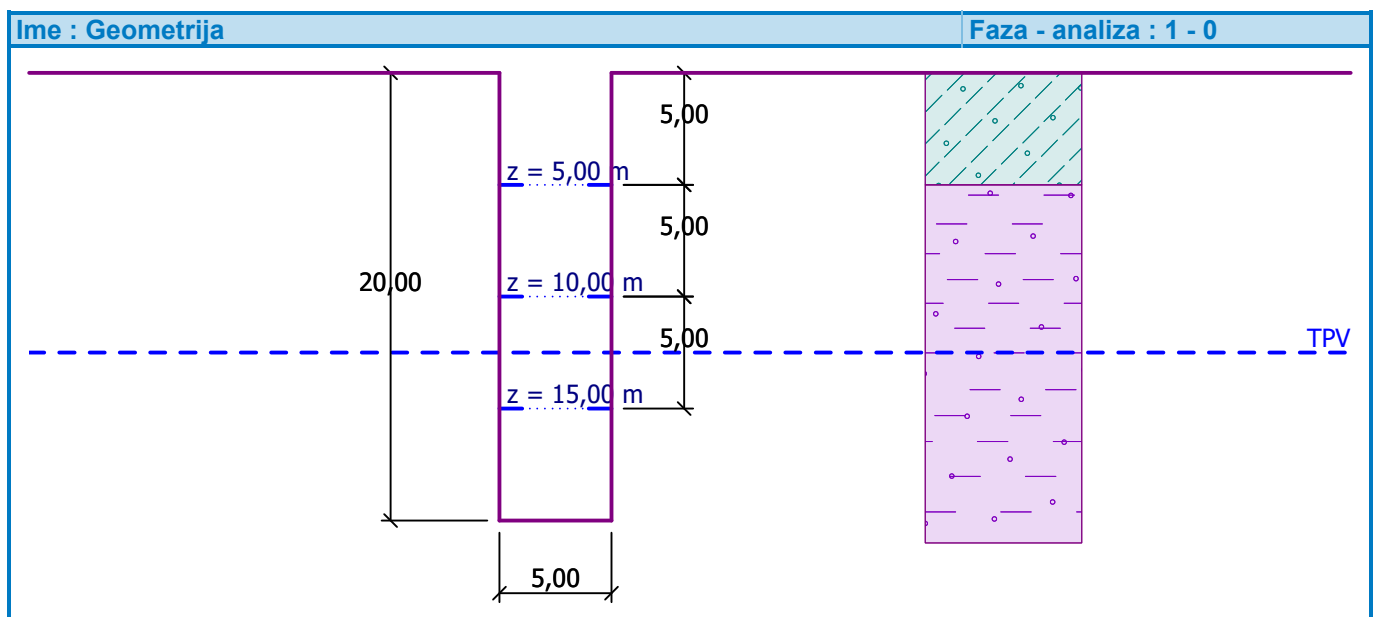 Ime : Geometrija
Faza - analiza : 1 - 0
5,00
z = 5,00 m
5,00
20,00
z = 10,00 m
5,00
TPV
z = 15,00 m
5,00